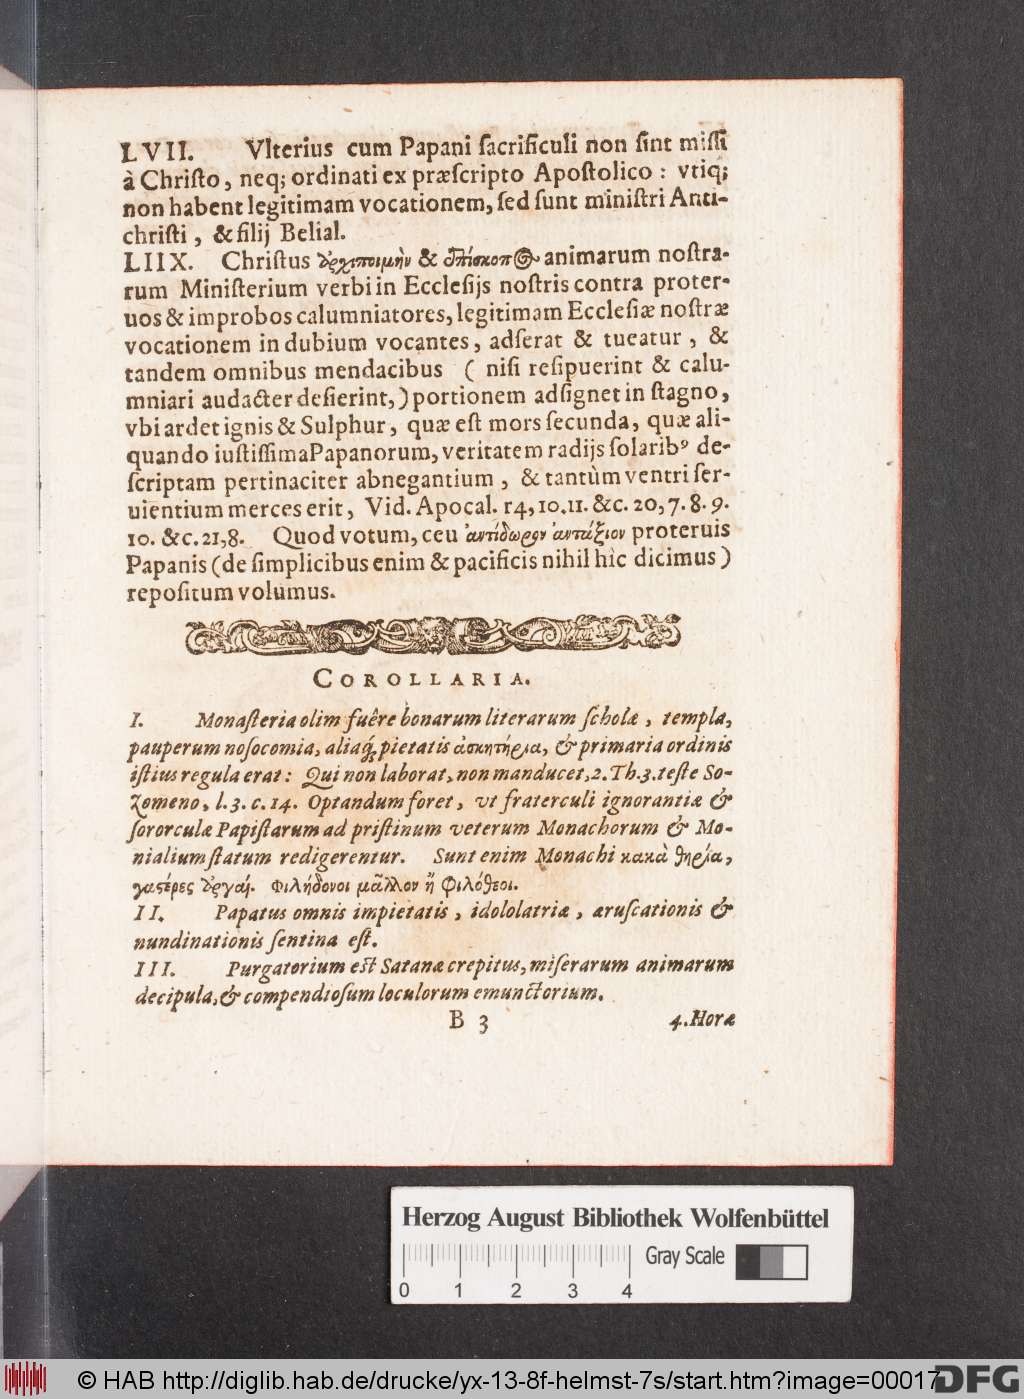 LVII. Vlterius cum Papani ſacrificuli non ſint miſſi
à Chriſto, neq; ordinati ex præſcripto Apoſtolico: vtiq;
non habent legitimam vocationem, ſed ſunt miniſtri Anti-
chriſti, & filij Belial.
LIIX. Chriſtus ἀρχιποιμὴν & ἐπίσκοπος animarum noſtra-
rum Miniſterium verbi in Eccleſijs noſtris contra proter-
uos & improbos calumniatores, legitimam Eccleſiæ noſtræ
vocationem in dubium vocantes, adſerat & tueatur, &
tandem omnibus mendacibus ( niſi reſipuerint & calu-
mniari audacter deſierint,) portionem adſignet in ſtagno,
vbi ardet ignis & Sulphur, quæ eſt mors ſecunda, quæ ali-
quando iuſtiſſima Papanorum, veritatem radijs ſolarib⁹ de-
ſcriptam pertinaciter abnegantium, & tantùm ventri ſer-
uientium merces erit, Vid. Apocal. r4, 10. 11. &c. 20, 7. 8. 9.
10. &c. 21, 8. Quod votum, ceu ἀντίδωρον ἀντάξιον proteruis
Papanis (de ſimplicibus enim & pacificis nihil hìc dicimus)
repoſitum volumus.
COROLLARIA.
I. Monaſteria olim fuêre bonarum literarum ſcholæ, templa,
pauperum noſocomia, aliaq́; pietatis ἀσκητήρια, & primaria ordinis
iſtius regula erat: Qui non laborat, non manducet, 2. Th. 3. teſte So-
zomeno, l. 3. c. 14. Optandum foret, vt fraterculi ignorantiæ &
ſororculæ Papiſtarum ad priſtinum veterum Monachorum & Mo-
nialium ſtatum redigerentur. Sunt enim Monachi κακὰ θηρία,
γαστέρες ἀργαί. Φιλήδονοι μᾶλλον ἢ φιλόθεοι.
II. Papatus omnis impietatis, idololatriæ, æruſcationis &
nundinationis ſentina eſt.
III. Purgatorium eſt Satanæ crepitus, miſerarum animarum
decipula, & compendioſum loculorum emunctorium.
B 3 4. Horæ
Herzog August Bibliothek Wolfenbüttel
Gray Scale
0 1 2 3 4
© HAB http://diglib.hab.de/drucke/yx-13-8f-helmst-7s/start.htm?image=00017
DFG